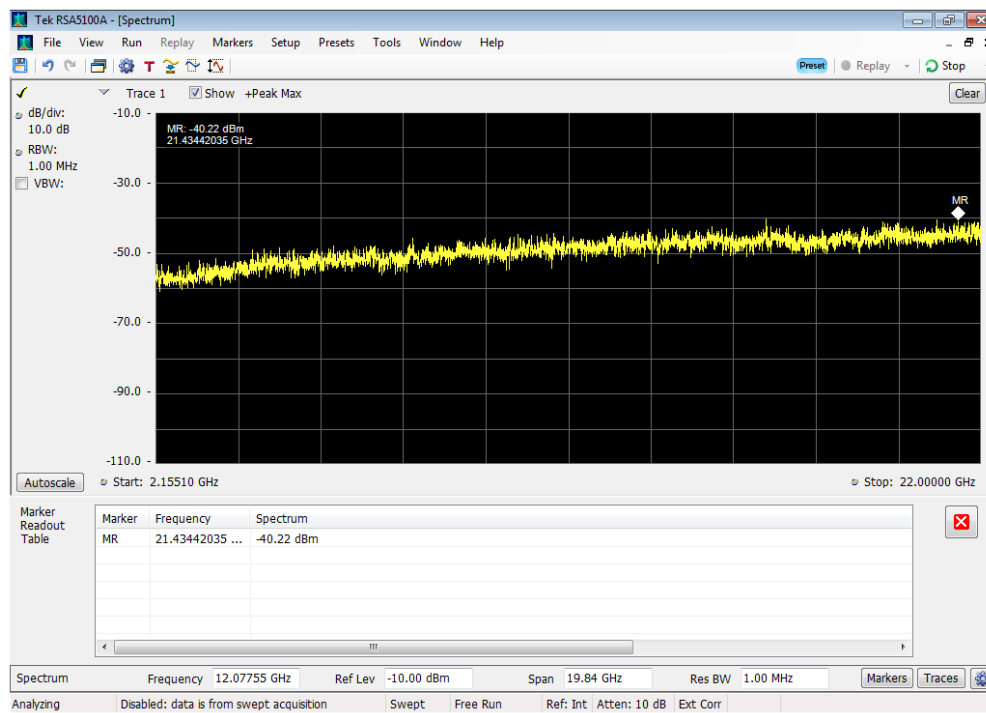 Tek RSA5100A - [Spectrum]
File View Run Replay Markers Setup Presets Tools Window Help
T Preset Replay Stop
Trace 1 Show +Peak Max Clear
dB/div:
10.0 dB
RBW:
1.00 MHz
VBW:
-10.0 -
MR: -40.22 dBm
21.43442035 GHz
-30.0 -
MR
-50.0 -
-70.0 -
-90.0 -
-110.0 -
Autoscale Start: 2.15510 GHz Stop: 22.00000 GHz
Marker
Readout
Table
Marker Frequency Spectrum
MR 21.43442035 ... -40.22 dBm
Spectrum Frequency 12.07755 GHz Ref Lev -10.00 dBm Span 19.84 GHz Res BW 1.00 MHz Markers Traces
Analyzing Disabled: data is from swept acquisition Swept Free Run Ref: Int Atten: 10 dB Ext Corr